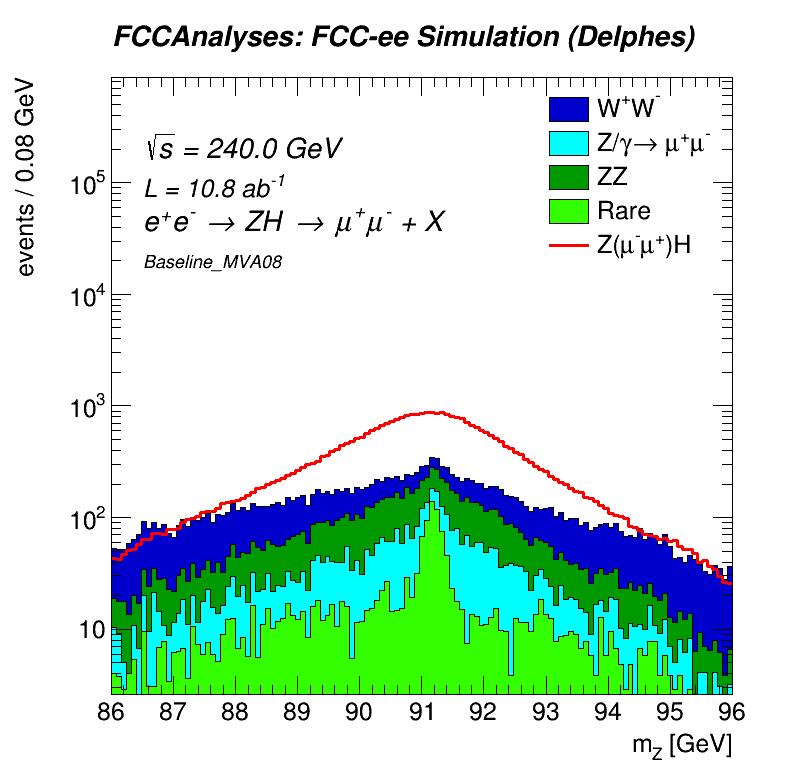 FCCAnalyses: FCC-ee Simulation (Delphes)
events / 0.08 GeV
√s = 240.0 GeV
L = 10.8 ab⁻¹
e⁺e⁻ → ZH → μ⁺μ⁻ + X
Baseline_MVA08
W⁺W⁻
Z/γ→ μ⁺μ⁻
ZZ
Rare
Z(μ⁻μ⁺)H
10⁵
10⁴
10³
10²
10
86 87 88 89 90 91 92 93 94 95 96
m_Z [GeV]